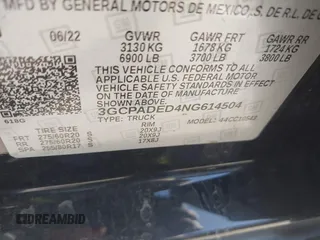 MFD BY GENERAL MOTORS DE MEXICO, S. DE R.L. DE
06/22 GVWR GAWR FRT GAWR RR
3130 KG 1678 KG 1724 KG
6900 LB 3700 LB 3800 LB
THIS VEHICLE CONFORMS TO ALL APPLICABLE
U.S. FEDERAL MOTOR
VEHICLE SAFETY
STANDARDS IN EFFECT ON THE DATE OF
MANUFACTURE SHOWN ABOVE.
3GCPADED4NG614504
TYPE: TRUCK
TIRE SIZE RIM
FRT 275/60R20 S 20X9J
RR 275/60R20 S 20X9J
SPA 17X8J
© DREAMBID